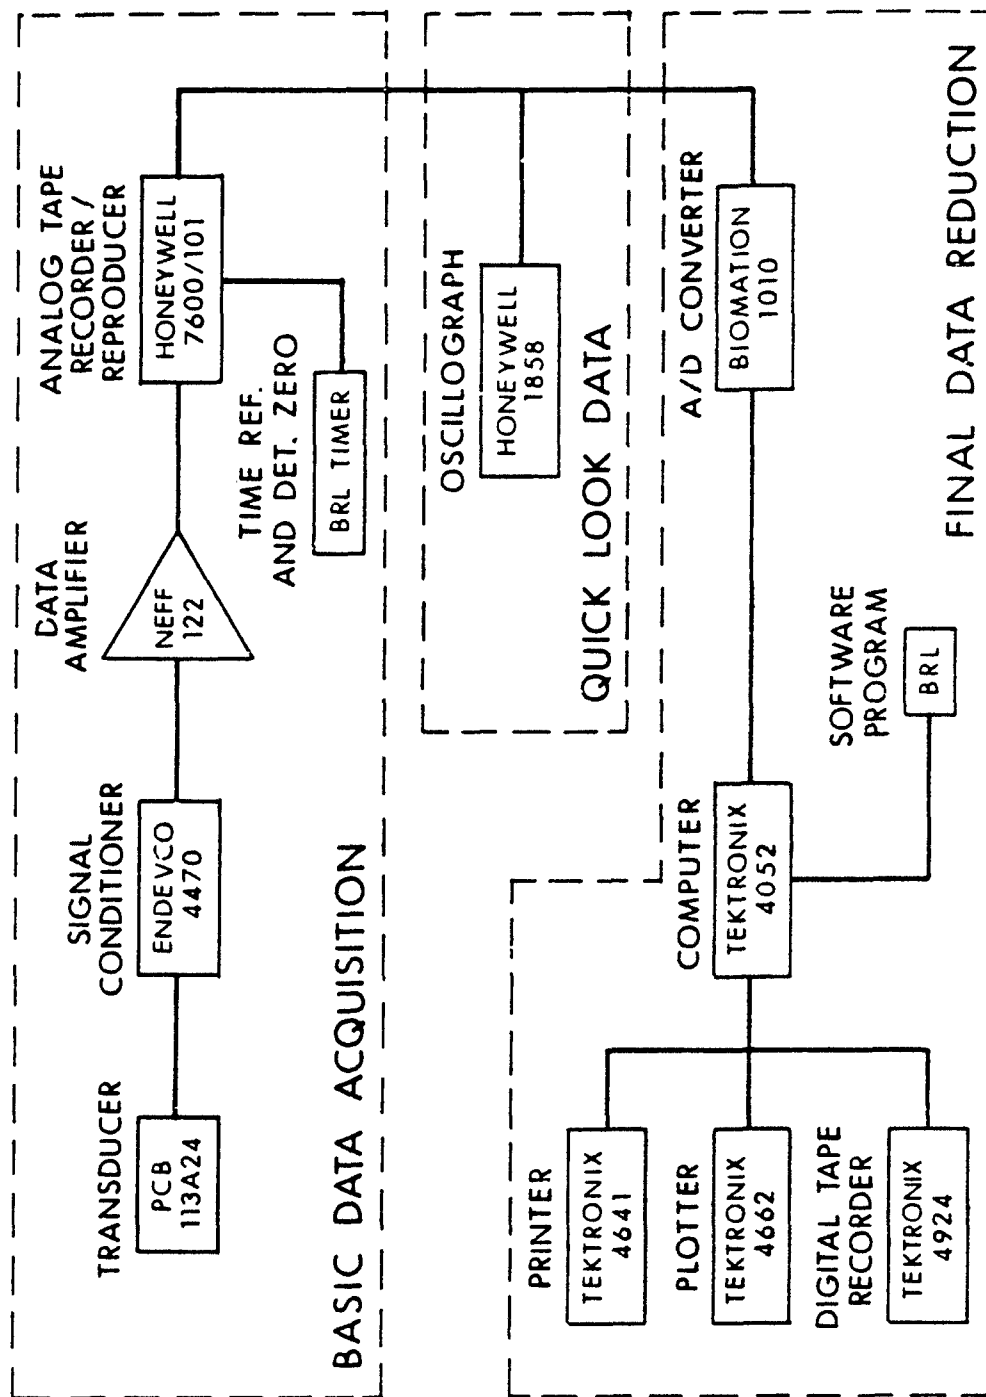 TRANSDUCER
PCB
113A24
SIGNAL
CONDITIONER
ENDEVCO
4470
DATA
AMPLIFIER
NEFF
122
ANALOG TAPE
RECORDER/
REPRODUCER
HONEYWELL
7600/101
TIME REF.
AND DET. ZERO
BRL TIMER
BASIC DATA ACQUISITION
OSCILLOGRAPH
HONEYWELL
1858
QUICK LOOK DATA
PRINTER
TEKTRONIX
4641
PLOTTER
TEKTRONIX
4662
DIGITAL TAPE
RECORDER
TEKTRONIX
4924
COMPUTER
TEKTRONIX
4052
SOFTWARE
PROGRAM
BRL
A/D CONVERTER
BIOMATION
1010
FINAL DATA REDUCTION